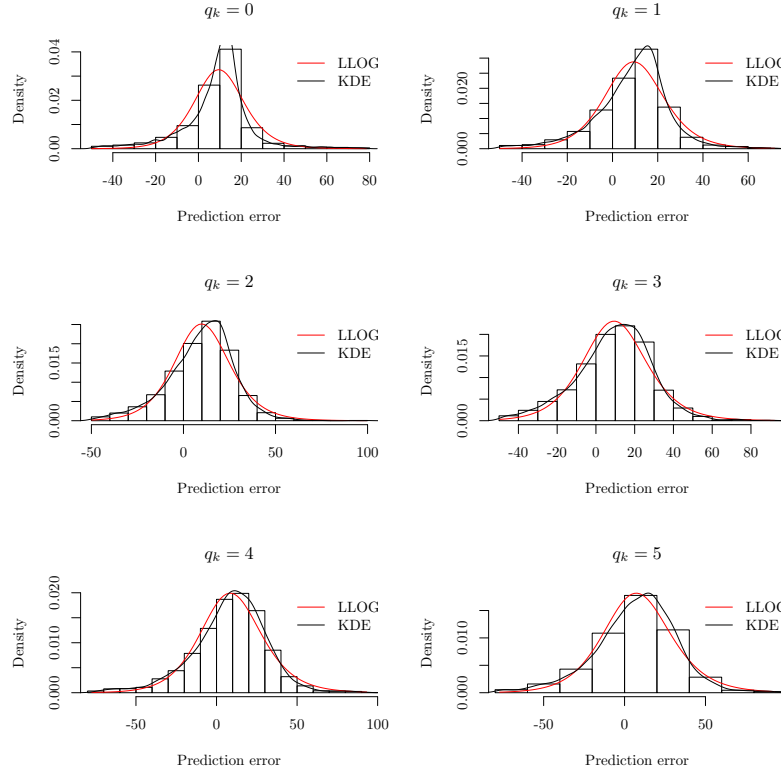 q_k = 0
Density
0.00 0.02 0.04
LLOG
KDE
-40 -20 0 20 40 60 80
Prediction error
q_k = 1
Density
0.00 0.020
LLOG
KDE
-40 -20 0 20 40 60
Prediction error
q_k = 2
Density
0.000 0.015
LLOG
KDE
-50 0 50 100
Prediction error
q_k = 3
Density
0.000 0.015
LLOG
KDE
-40 -20 0 20 40 60 80
Prediction error
q_k = 4
Density
0.000 0.010 0.020
LLOG
KDE
-50 0 50 100
Prediction error
q_k = 5
Density
0.000 0.010
LLOG
KDE
-50 0 50
Prediction error